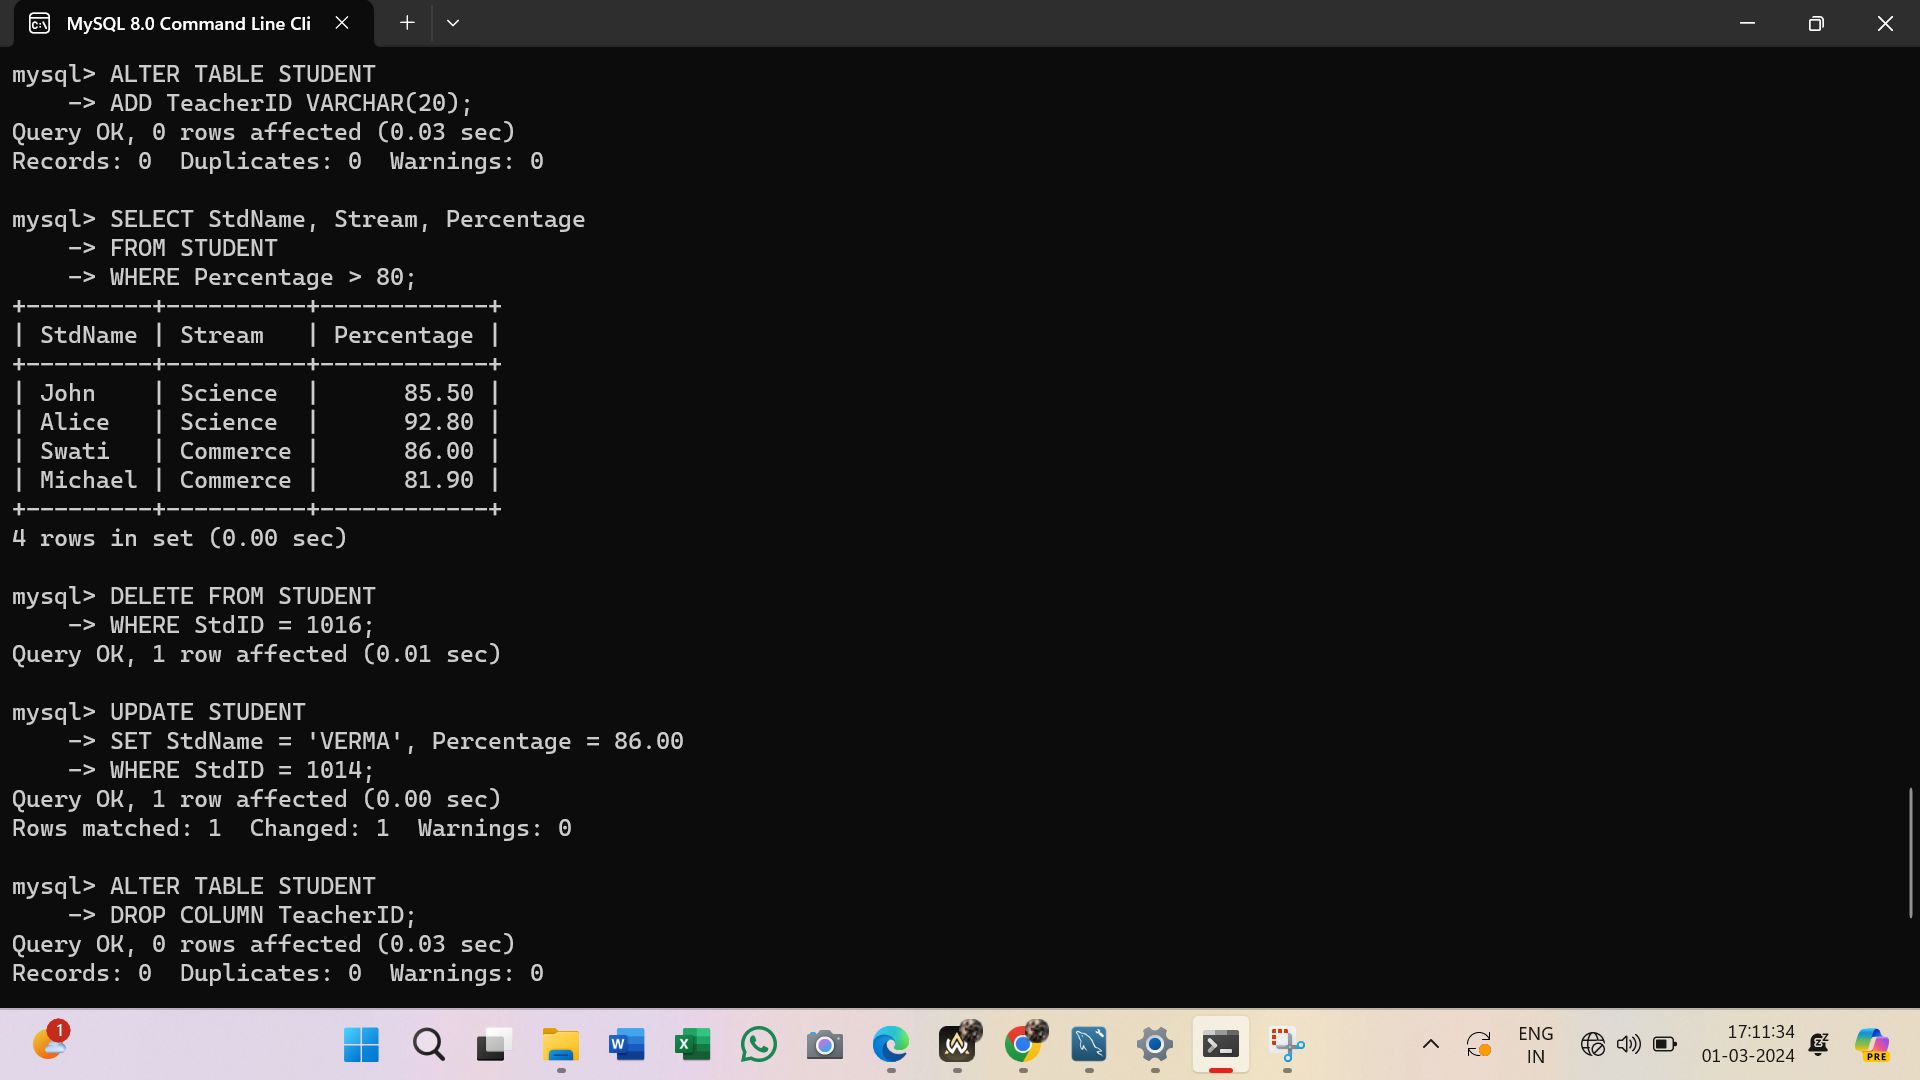 MySQL 8.0 Command Line Cli
mysql> ALTER TABLE STUDENT
    -> ADD TeacherID VARCHAR(20);
Query OK, 0 rows affected (0.03 sec)
Records: 0  Duplicates: 0  Warnings: 0

mysql> SELECT StdName, Stream, Percentage
    -> FROM STUDENT
    -> WHERE Percentage > 80;
+---------+----------+------------+
| StdName | Stream   | Percentage |
+---------+----------+------------+
| John    | Science  |      85.50 |
| Alice   | Science  |      92.80 |
| Swati   | Commerce |      86.00 |
| Michael | Commerce |      81.90 |
+---------+----------+------------+
4 rows in set (0.00 sec)

mysql> DELETE FROM STUDENT
    -> WHERE StdID = 1016;
Query OK, 1 row affected (0.01 sec)

mysql> UPDATE STUDENT
    -> SET StdName = 'VERMA', Percentage = 86.00
    -> WHERE StdID = 1014;
Query OK, 1 row affected (0.00 sec)
Rows matched: 1  Changed: 1  Warnings: 0

mysql> ALTER TABLE STUDENT
    -> DROP COLUMN TeacherID;
Query OK, 0 rows affected (0.03 sec)
Records: 0  Duplicates: 0  Warnings: 0
1
ENG
IN
17:11:34
01-03-2024
PRE